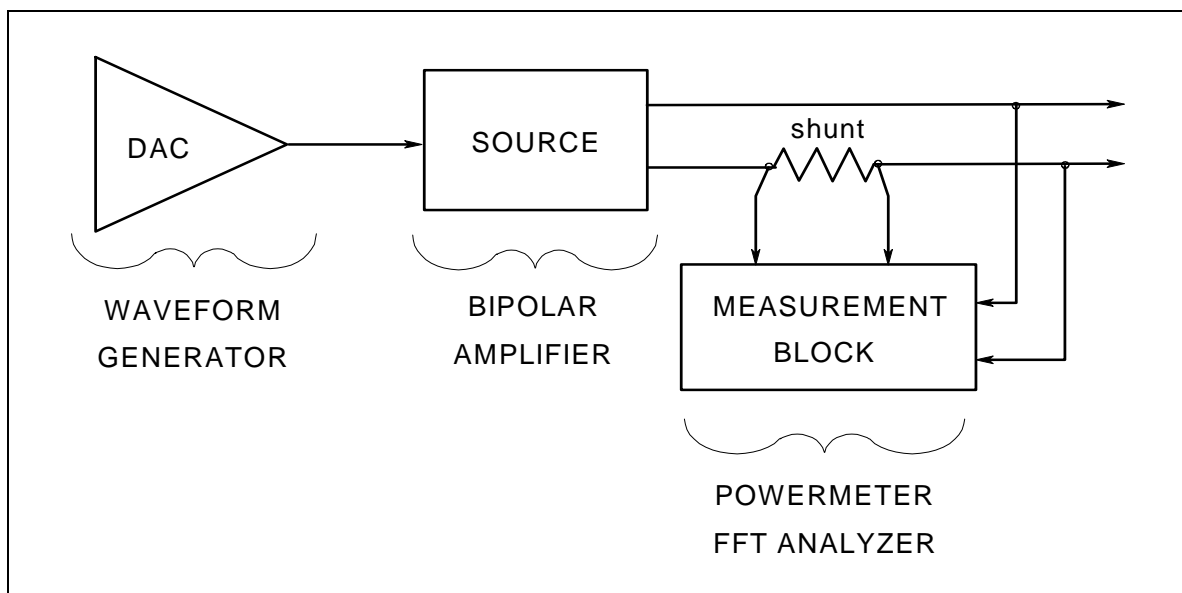 DAC
SOURCE
shunt
WAVEFORM
GENERATOR
BIPOLAR
AMPLIFIER
MEASUREMENT
BLOCK
POWERMETER
FFT ANALYZER